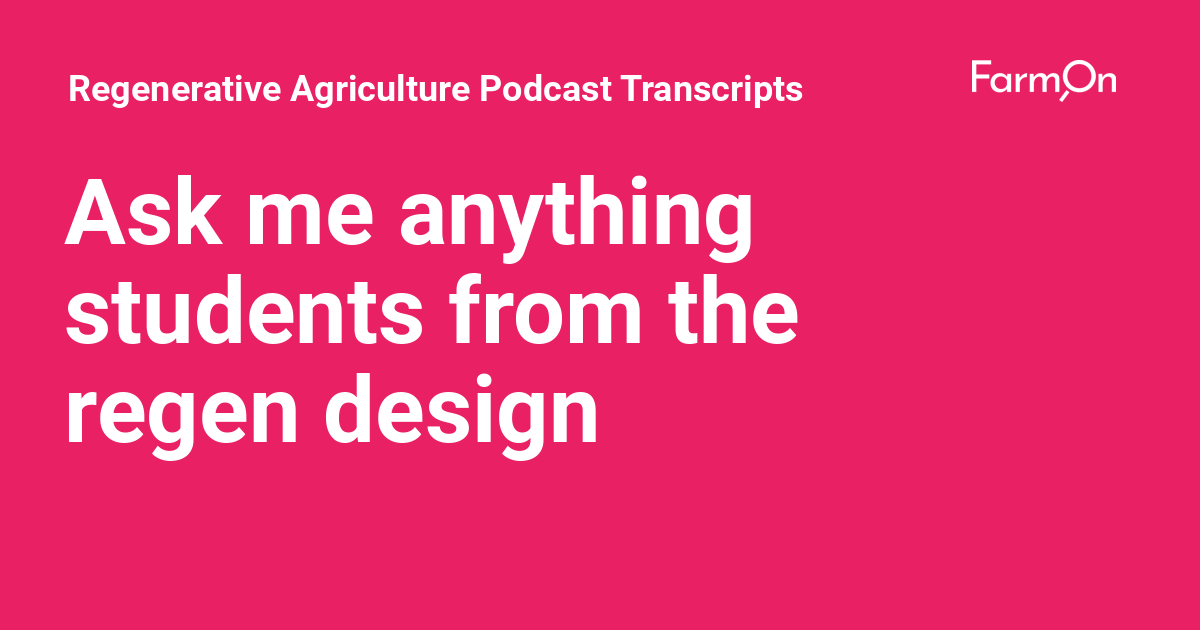 Regenerative Agriculture Podcast Transcripts
FarmOn
Ask me anything
students from the
regen design